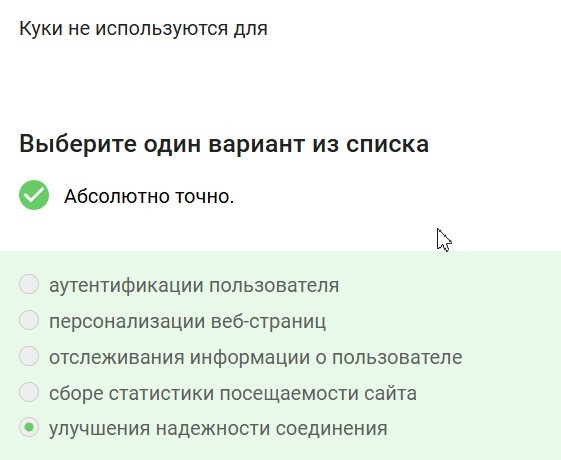 Куки не используются для
Выберите один вариант из списка
Абсолютно точно.
аутентификации пользователя
персонализации веб-страниц
отслеживания информации о пользователе
сборе статистики посещаемости сайта
улучшения надежности соединения